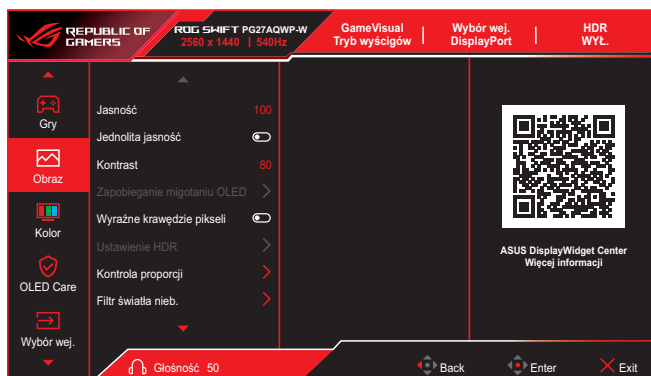 REPUBLIC OF
GAMERS
ROG SWIFT PG27AQWP-W
2560 x 1440 | 540Hz
GameVisual
Tryb wyścigów
Wybór wej.
DisplayPort
HDR
WYŁ.
Gry
Obraz
Kolor
OLED Care
Wybór wej.
Jasność 100
Jednolita jasność
Kontrast 80
Zapobieganie migotaniu OLED
Wyraźne krawędzie pikseli
Ustawienie HDR
Kontrola proporcji
Filtr światła nieb.
ASUS DisplayWidget Center
Więcej informacji
Głośność 50
Back
Enter
Exit